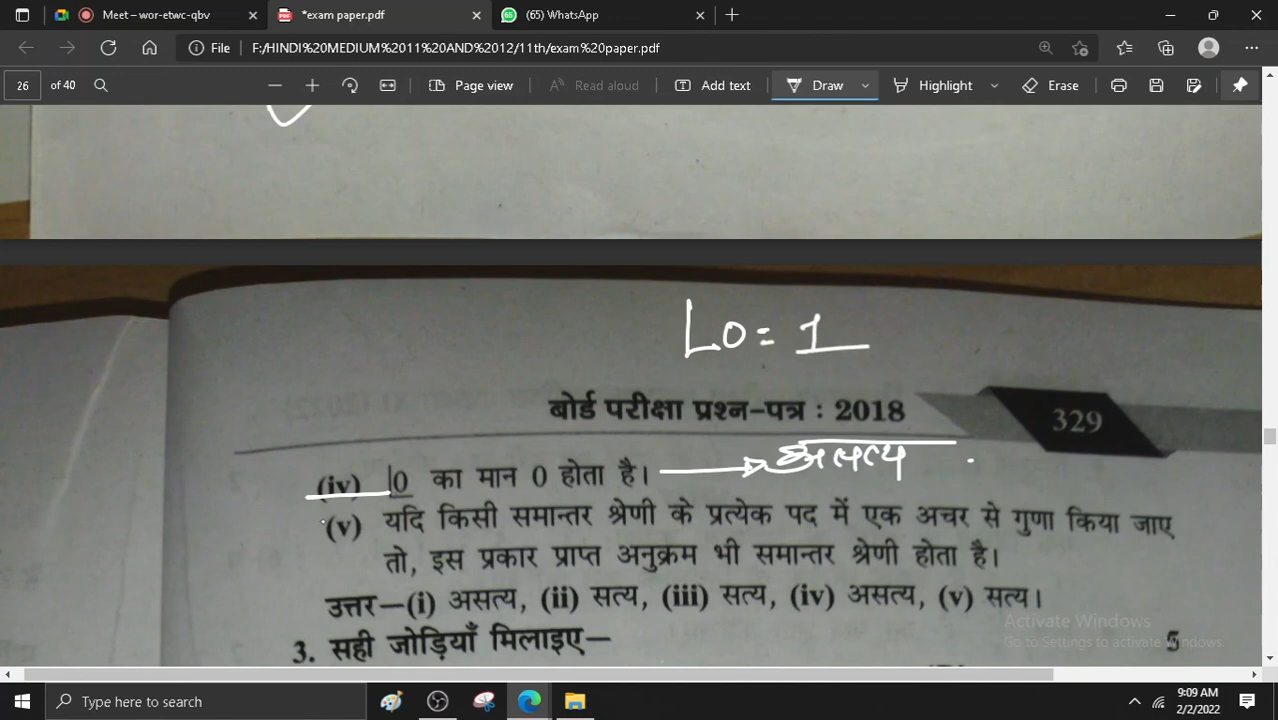 Meet – wor-etwc-qbv
*exam paper.pdf
(65) WhatsApp
File F:/HINDI%20MEDIUM%2011%20AND%2012/11th/exam%20paper.pdf
26 of 40
Page view
Read aloud
Add text
Draw
Highlight
Erase
L0 = 1
बोर्ड परीक्षा प्रश्न-पत्र : 2018
329
असत्य
(iv) |0 का मान 0 होता है।
(v) यदि किसी समान्तर श्रेणी के प्रत्येक पद में एक अचर से गुणा किया जाए
तो, इस प्रकार प्राप्त अनुक्रम भी समान्तर श्रेणी होता है।
उत्तर–(i) असत्य, (ii) सत्य, (iii) सत्य, (iv) असत्य, (v) सत्य।
Activate Windows
Go to Settings to activate Windows.
3. सही जोड़ियाँ मिलाइए–
5
Type here to search
9:09 AM
2/2/2022